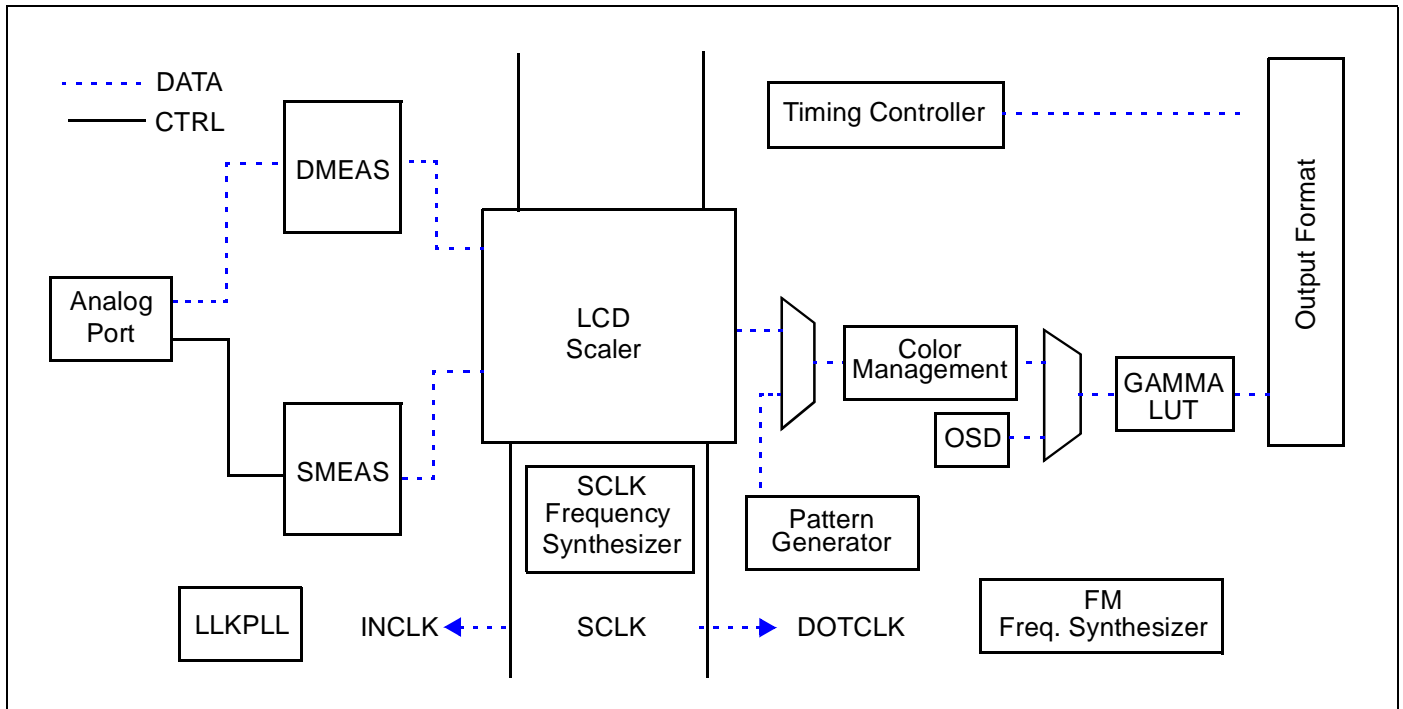 DATA
CTRL
DMEAS
Timing Controller
Output Format
Analog
Port
LCD
Scaler
Color
Management
GAMMA
LUT
OSD
SMEAS
SCLK
Frequency
Synthesizer
Pattern
Generator
LLKPLL
INCLK
SCLK
DOTCLK
FM
Freq. Synthesizer